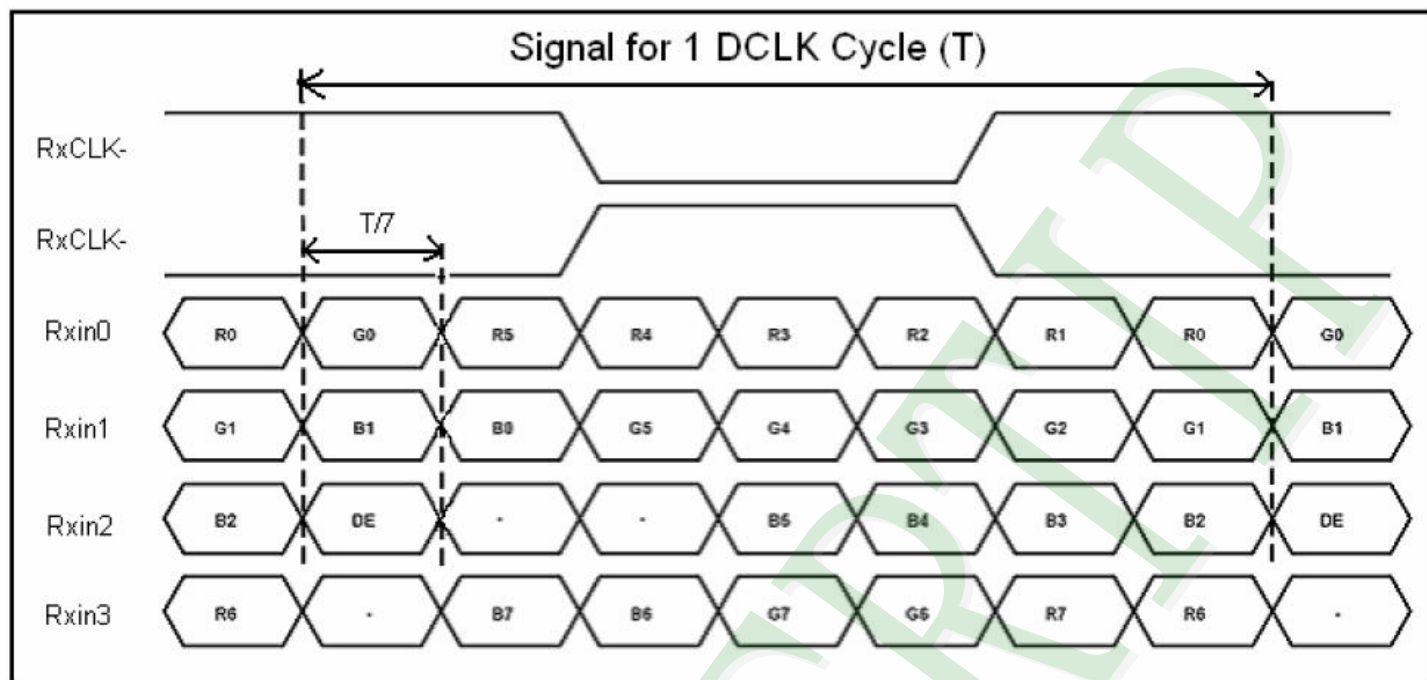 Signal for 1 DCLK Cycle (T)
RxCLK-
RxCLK-
T/7
Rxin0 R0 G0 R5 R4 R3 R2 R1 R0 G0
Rxin1 G1 B1 B0 G5 G4 G3 G2 G1 B1
Rxin2 B2 DE - - B5 B4 B3 B2 DE
Rxin3 R6 - B7 B6 G7 G6 R7 R6 -